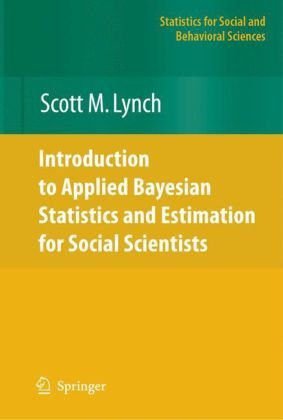 Statistics for Social and
Behavioral Sciences
Scott M. Lynch
Introduction
to Applied Bayesian
Statistics and Estimation
for Social Scientists
Springer